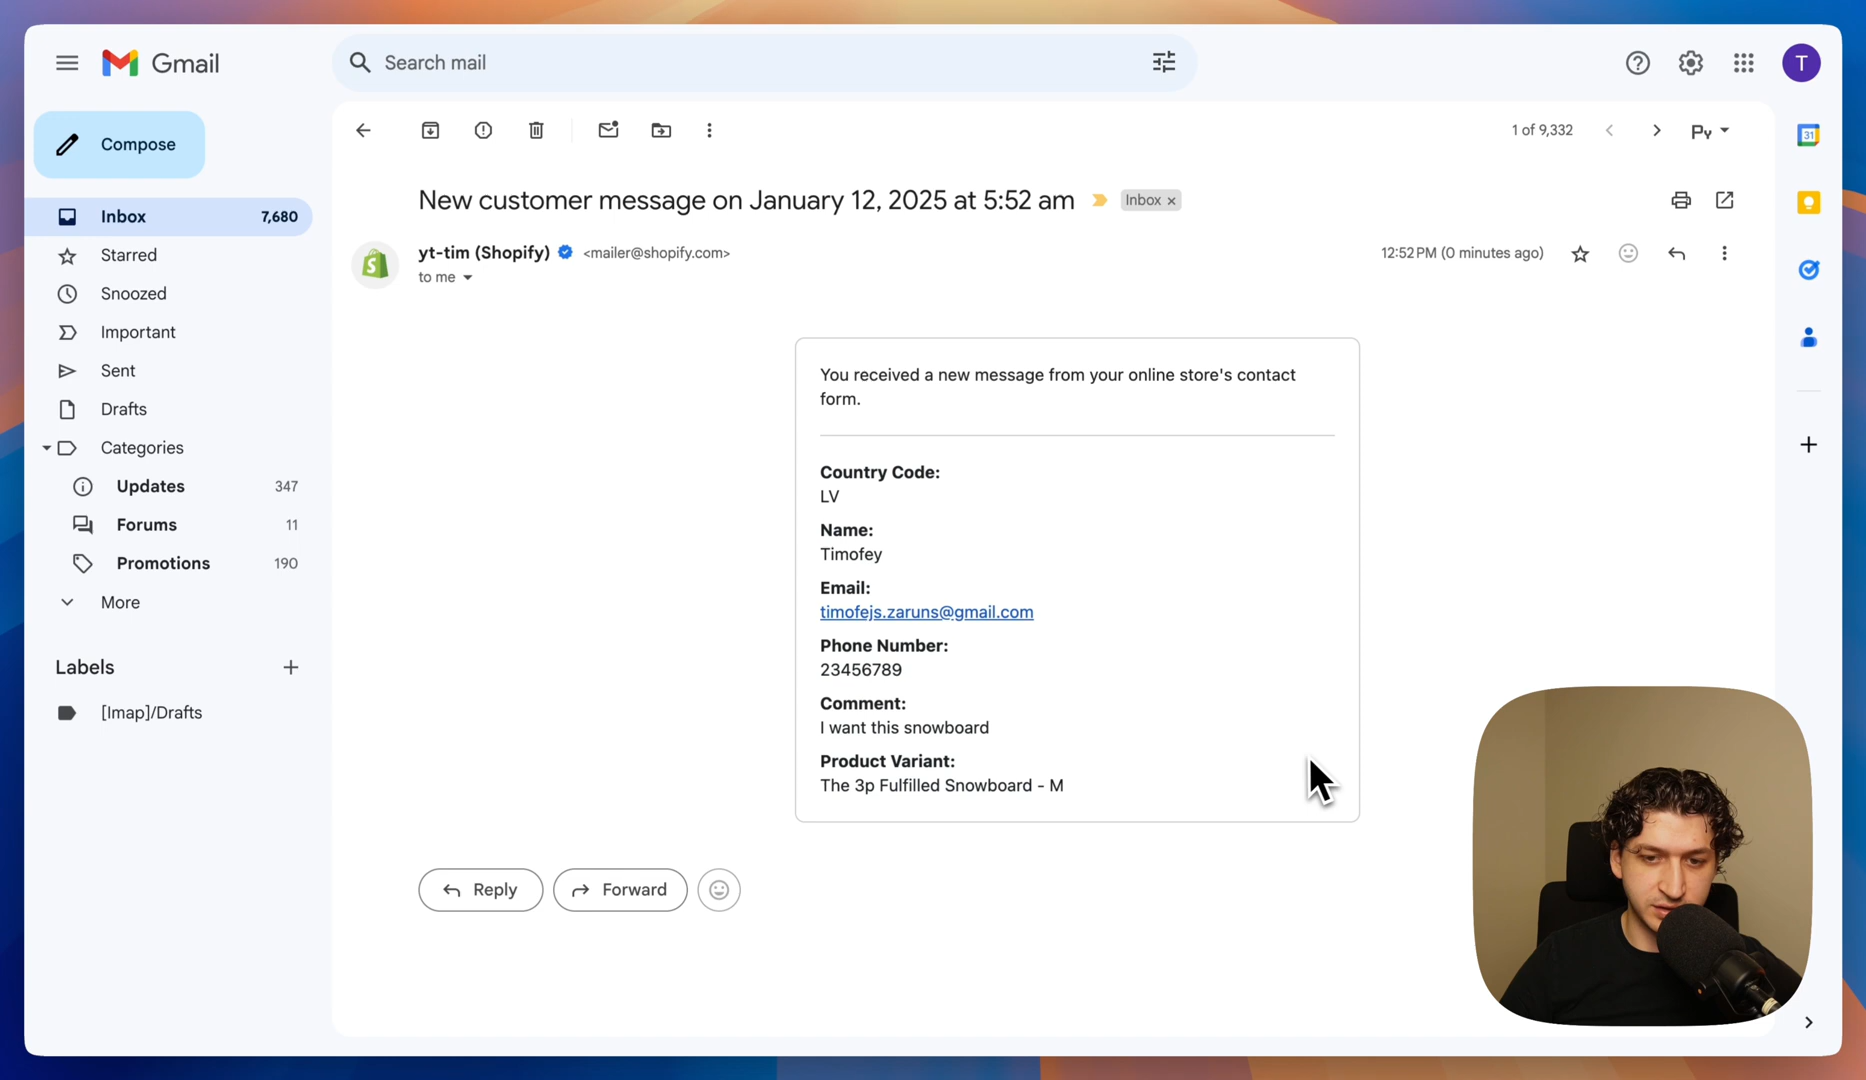 Gmail
Search mail
T
Compose
1 of 9,332
31
Inbox 7,680
New customer message on January 12, 2025 at 5:52 am
Inbox ×
Starred
yt-tim (Shopify) <mailer@shopify.com>
12:52 PM (0 minutes ago)
to me
Snoozed
Important
Sent
Drafts
Categories
Updates 347
Forums 11
Promotions 190
More
Labels
[Imap]/Drafts
You received a new message from your online store's contact
form.
Country Code:
LV
Name:
Timofey
Email:
timofejs.zaruns@gmail.com
Phone Number:
23456789
Comment:
I want this snowboard
Product Variant:
The 3p Fulfilled Snowboard - M
Reply
Forward